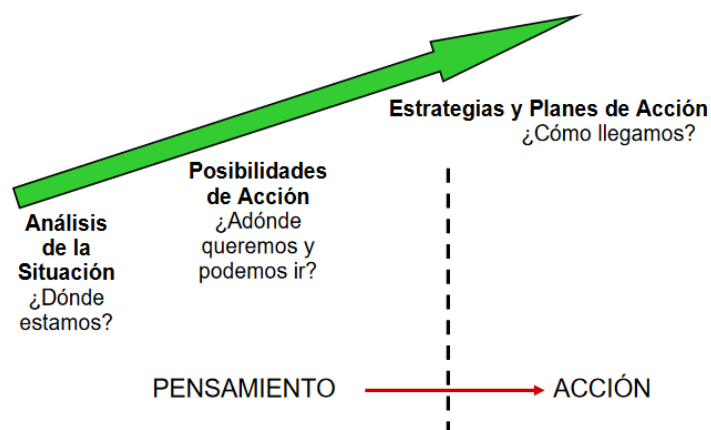 Estrategias y Planes de Acción
¿Cómo llegamos?
Posibilidades
de Acción
¿Adónde
queremos y
podemos ir?
Análisis
de la
Situación
¿Dónde
estamos?
PENSAMIENTO
ACCIÓN